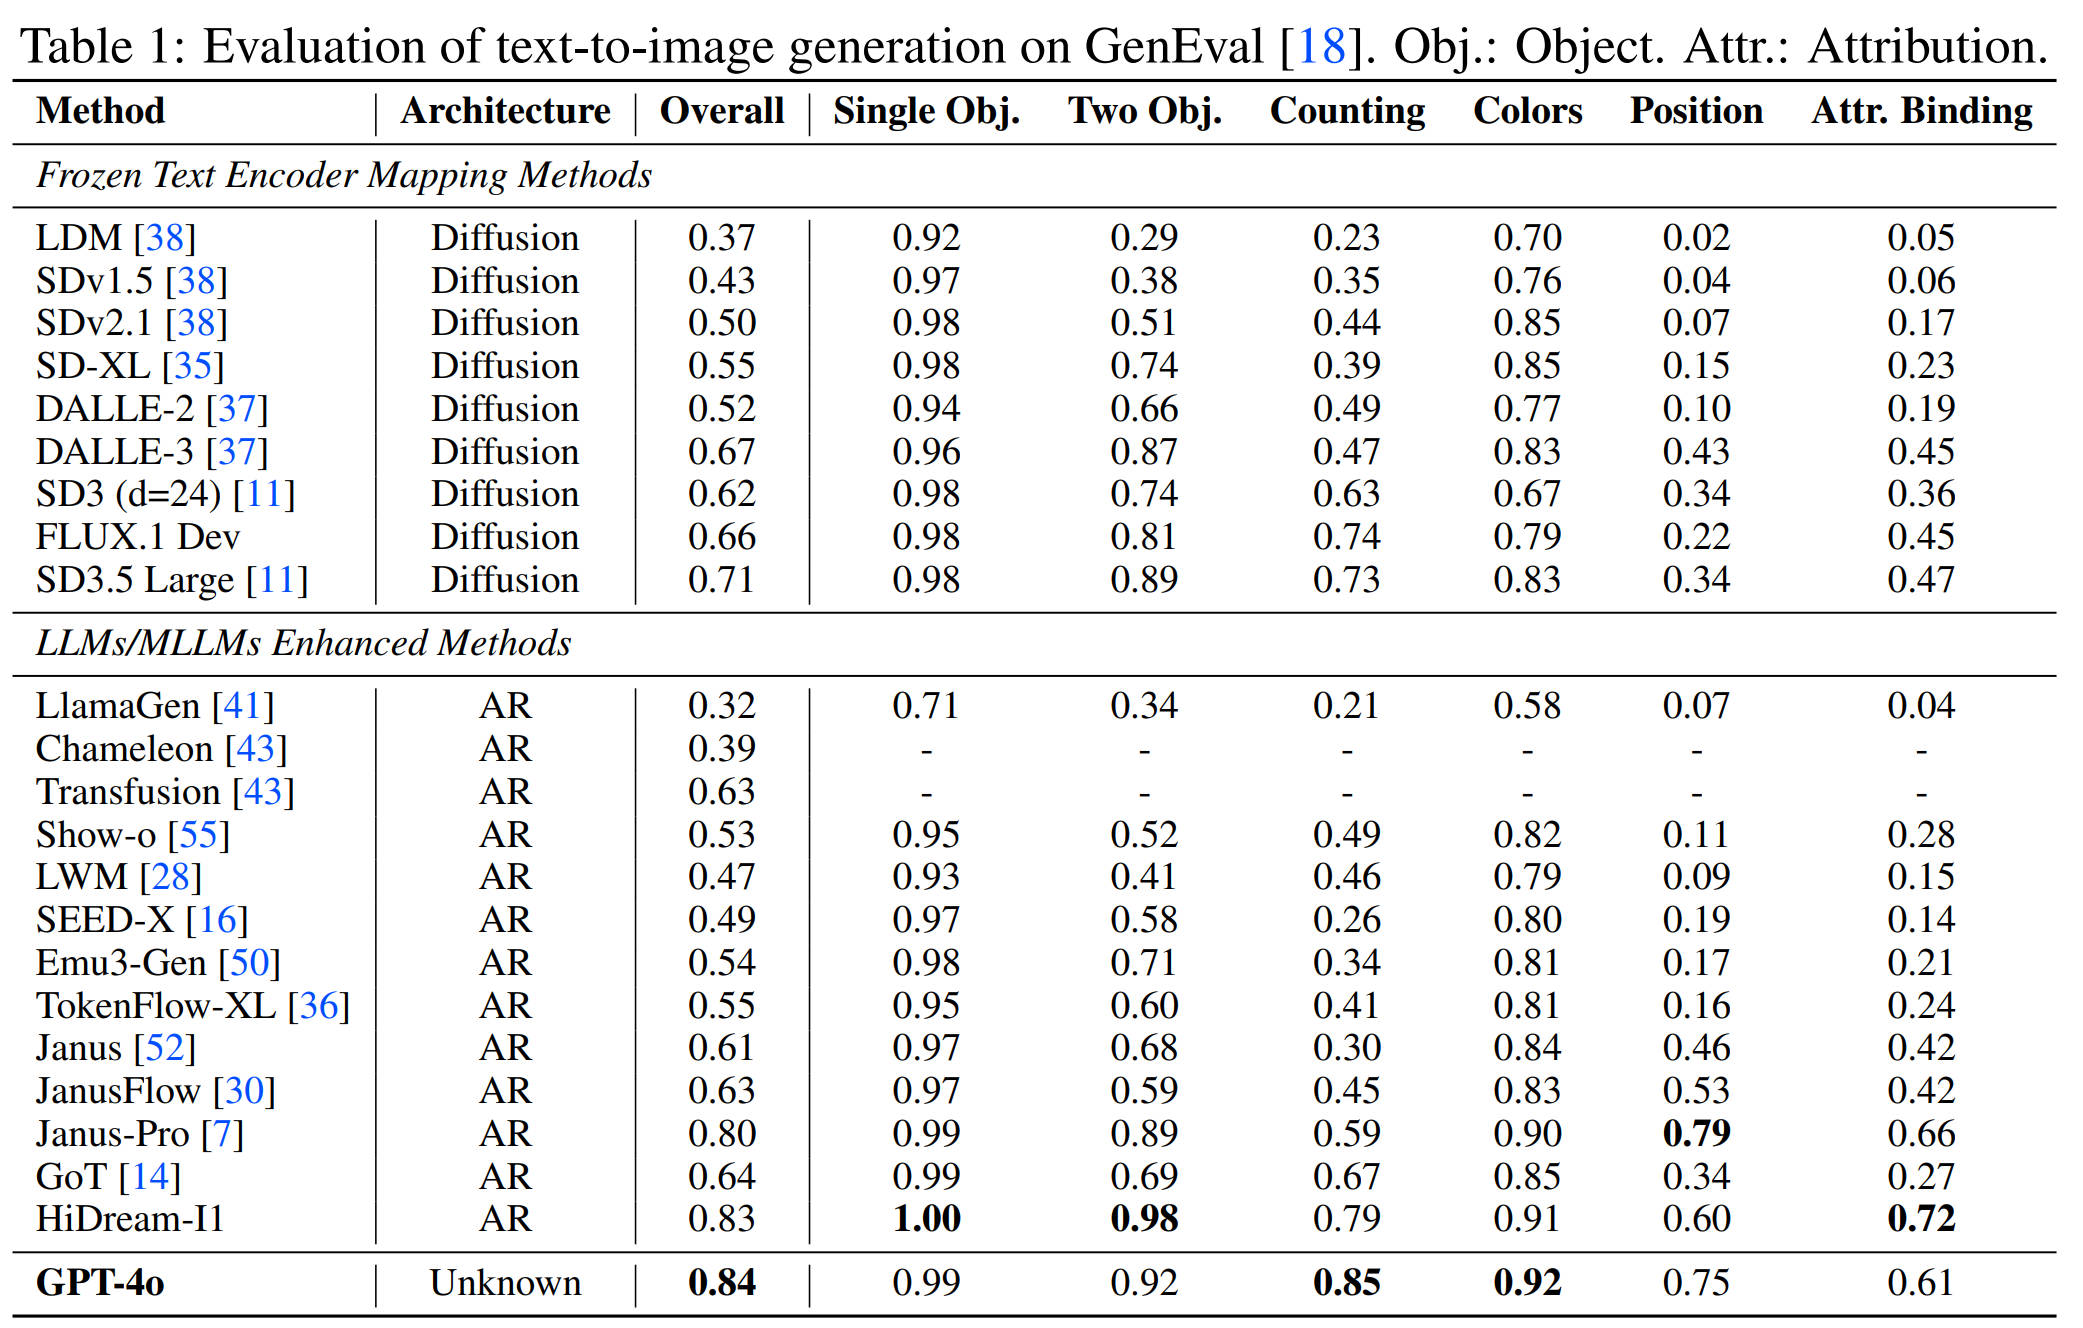 Table 1: Evaluation of text-to-image generation on GenEval [18]. Obj.: Object. Attr.: Attribution.
Method Architecture Overall Single Obj. Two Obj. Counting Colors Position Attr. Binding
Frozen Text Encoder Mapping Methods
LDM [38] Diffusion 0.37 0.92 0.29 0.23 0.70 0.02 0.05
SDv1.5 [38] Diffusion 0.43 0.97 0.38 0.35 0.76 0.04 0.06
SDv2.1 [38] Diffusion 0.50 0.98 0.51 0.44 0.85 0.07 0.17
SD-XL [35] Diffusion 0.55 0.98 0.74 0.39 0.85 0.15 0.23
DALLE-2 [37] Diffusion 0.52 0.94 0.66 0.49 0.77 0.10 0.19
DALLE-3 [37] Diffusion 0.67 0.96 0.87 0.47 0.83 0.43 0.45
SD3 (d=24) [11] Diffusion 0.62 0.98 0.74 0.63 0.67 0.34 0.36
FLUX.1 Dev Diffusion 0.66 0.98 0.81 0.74 0.79 0.22 0.45
SD3.5 Large [11] Diffusion 0.71 0.98 0.89 0.73 0.83 0.34 0.47
LLMs/MLLMs Enhanced Methods
LlamaGen [41] AR 0.32 0.71 0.34 0.21 0.58 0.07 0.04
Chameleon [43] AR 0.39 - - - - - -
Transfusion [43] AR 0.63 - - - - - -
Show-o [55] AR 0.53 0.95 0.52 0.49 0.82 0.11 0.28
LWM [28] AR 0.47 0.93 0.41 0.46 0.79 0.09 0.15
SEED-X [16] AR 0.49 0.97 0.58 0.26 0.80 0.19 0.14
Emu3-Gen [50] AR 0.54 0.98 0.71 0.34 0.81 0.17 0.21
TokenFlow-XL [36] AR 0.55 0.95 0.60 0.41 0.81 0.16 0.24
Janus [52] AR 0.61 0.97 0.68 0.30 0.84 0.46 0.42
JanusFlow [30] AR 0.63 0.97 0.59 0.45 0.83 0.53 0.42
Janus-Pro [7] AR 0.80 0.99 0.89 0.59 0.90 0.79 0.66
GoT [14] AR 0.64 0.99 0.69 0.67 0.85 0.34 0.27
HiDream-I1 AR 0.83 1.00 0.98 0.79 0.91 0.60 0.72
GPT-4o Unknown 0.84 0.99 0.92 0.85 0.92 0.75 0.61